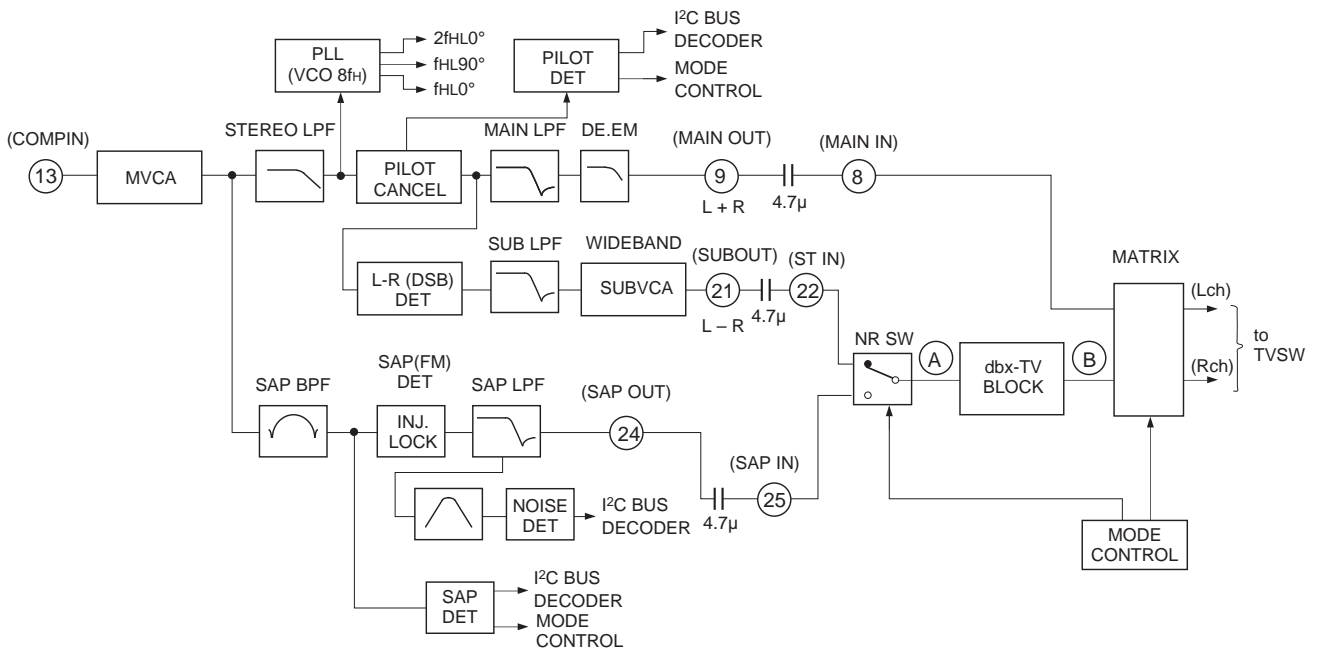 I²C BUS
DECODER
MODE
CONTROL
PLL
(VCO 8fH)
2fHL0°
fHL90°
fHL0°
PILOT
DET
(COMPIN)
13
MVCA
STEREO LPF
PILOT
CANCEL
MAIN LPF
DE.EM
(MAIN OUT)
9
L + R
4.7µ
(MAIN IN)
8
L-R (DSB)
DET
SUB LPF
WIDEBAND
SUBVCA
(SUBOUT)
21
L – R
4.7µ
(ST IN)
22
MATRIX
(Lch)
(Rch)
to
TVSW
NR SW
A
dbx-TV
BLOCK
B
SAP BPF
SAP(FM)
DET
INJ.
LOCK
SAP LPF
(SAP OUT)
24
4.7µ
(SAP IN)
25
NOISE
DET
I²C BUS
DECODER
MODE
CONTROL
SAP
DET
I²C BUS
DECODER
MODE
CONTROL